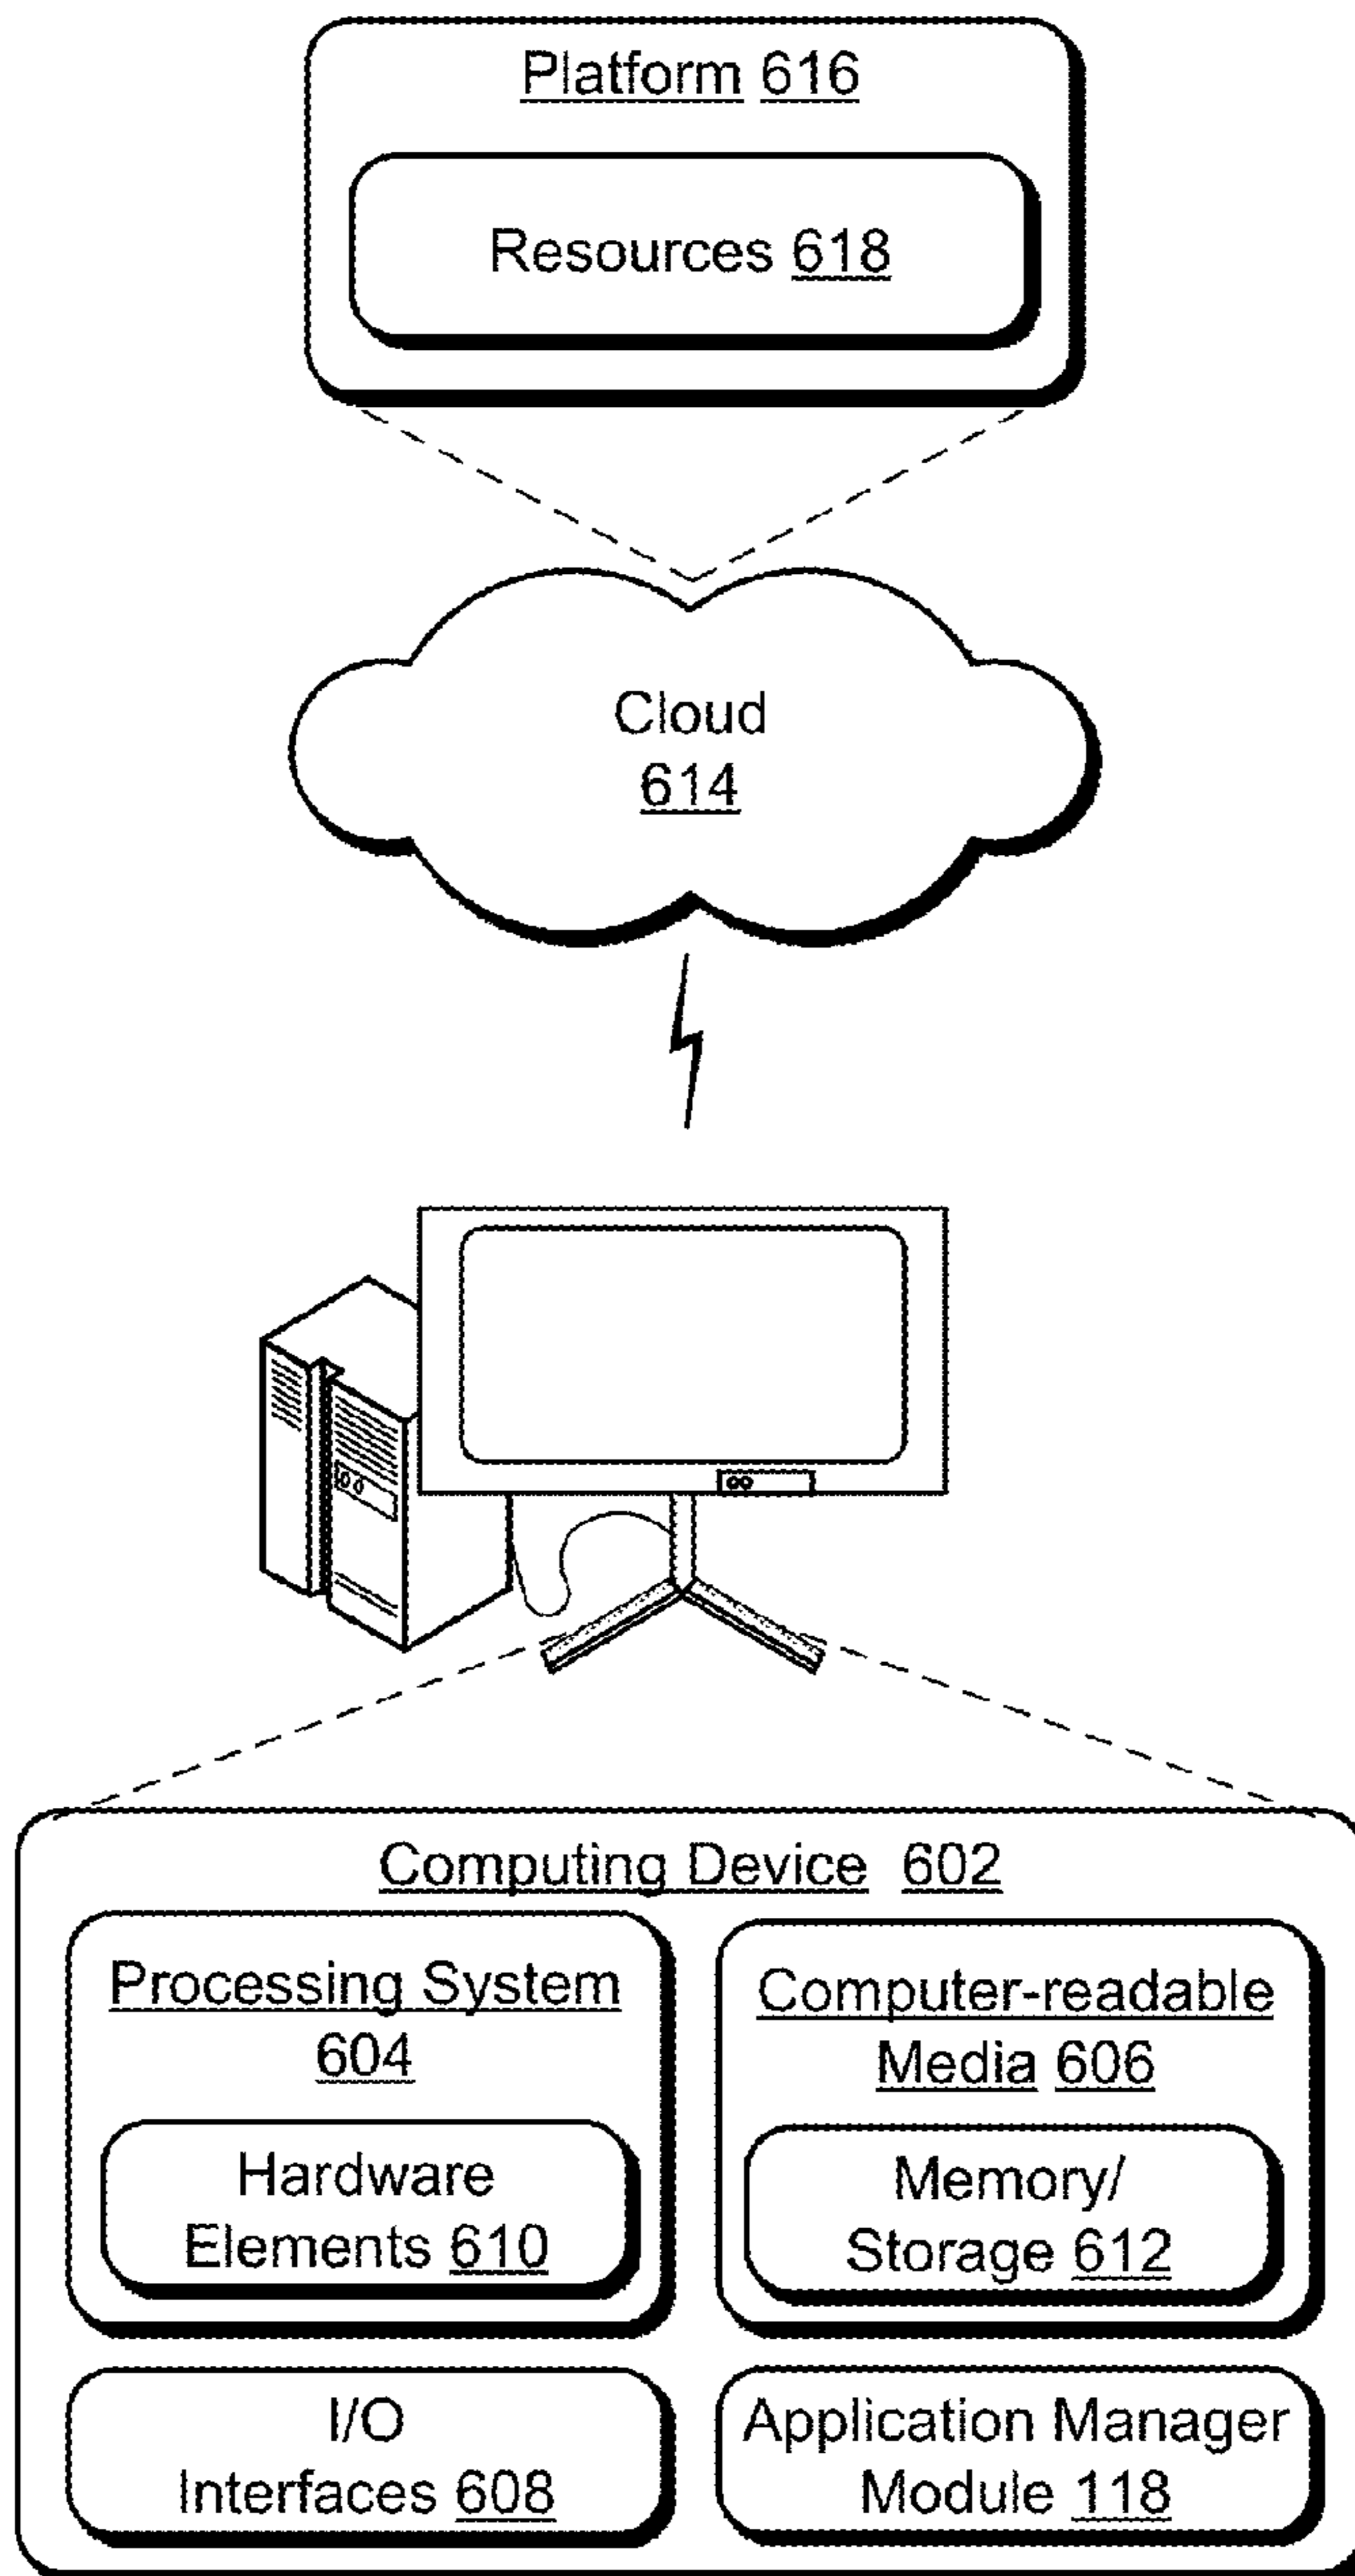 Platform 616
Resources 618
Cloud
614
Computing Device 602
Processing System
604
Hardware
Elements 610
Computer-readable
Media 606
Memory/
Storage 612
I/O
Interfaces 608
Application Manager
Module 118